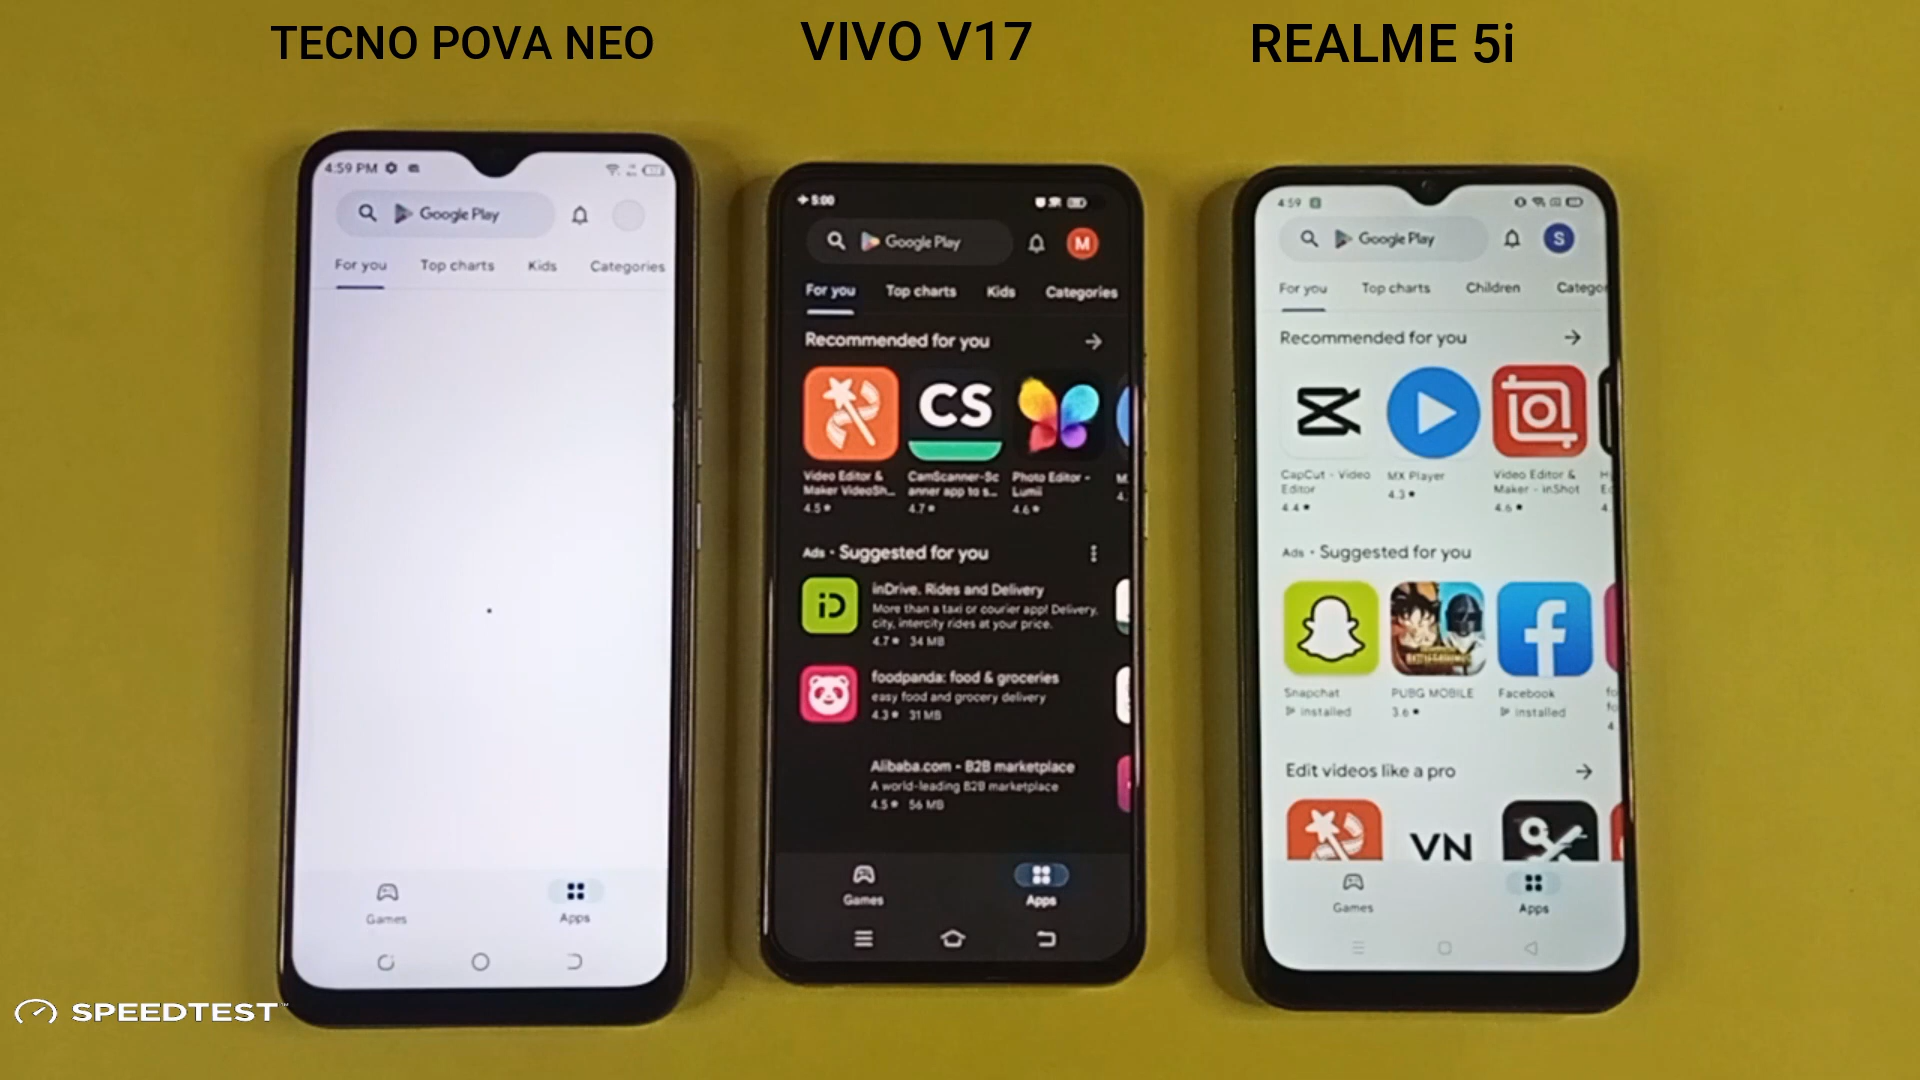 TECNO POVA NEO
VIVO V17
REALME 5i
4:59 PM
Google Play
For you Top charts Kids Categories
Games
Apps
5:00
Google Play
M
For you Top charts Kids Categories
Recommended for you
CS
Video Editor &
Maker VideoSh...
4.5
CamScanner-Sc
anner app to s...
4.7
Photo Editor -
Lumii
4.6
M
4.
Ads • Suggested for you
iD
inDrive. Rides and Delivery
More than a taxi or courier app! Delivery,
city, intercity rides at your price.
4.7 34 MB
foodpanda: food & groceries
easy food and grocery delivery
4.3 31 MB
Alibaba.com - B2B marketplace
A world-leading B2B marketplace
4.5 56 MB
Games
Apps
4:59
Google Play
S
For you Top charts Children Catego
Recommended for you
CapCut - Video
Editor
4.4
MX Player
4.3
Video Editor &
Maker - InShot
4.6
H
E
4.
Ads • Suggested for you
Snapchat
Installed
PUBG MOBILE
3.6
f
Facebook
Installed
fo
4
Edit videos like a pro
VN
Games
Apps
SPEEDTEST